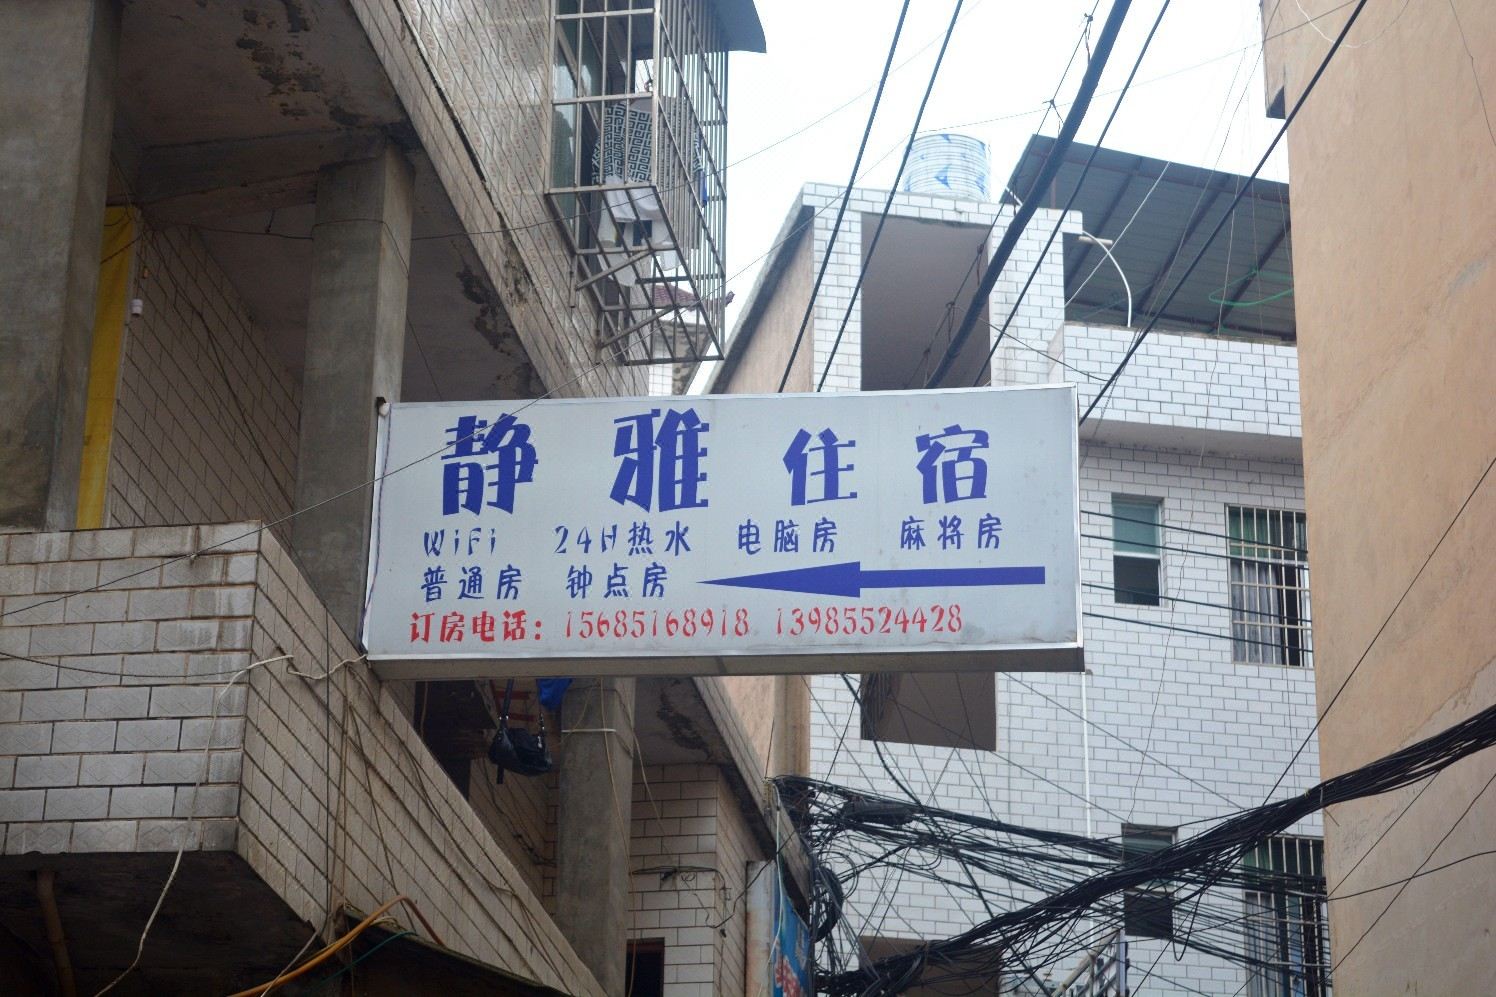 静雅住宿
WiFi 24H热水 电脑房 麻将房
普通房 钟点房
订房电话：15685168918 13985524428